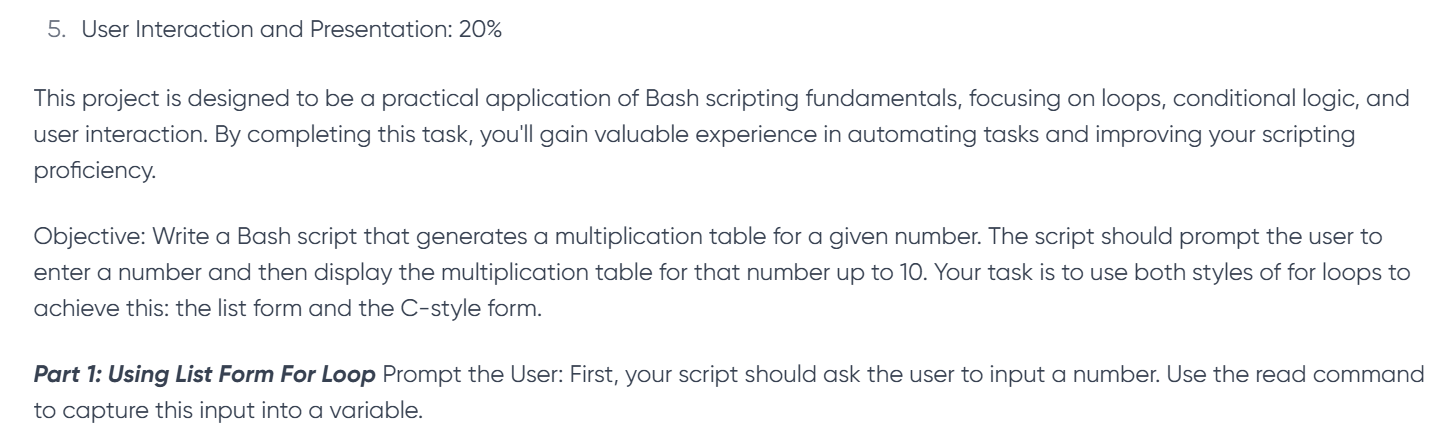 5. User Interaction and Presentation: 20%
This project is designed to be a practical application of Bash scripting fundamentals, focusing on loops, conditional logic, and
user interaction. By completing this task, you'll gain valuable experience in automating tasks and improving your scripting
proficiency.
Objective: Write a Bash script that generates a multiplication table for a given number. The script should prompt the user to
enter a number and then display the multiplication table for that number up to 10. Your task is to use both styles of for loops to
achieve this: the list form and the C-style form.
Part 1: Using List Form For Loop Prompt the User: First, your script should ask the user to input a number. Use the read command
to capture this input into a variable.